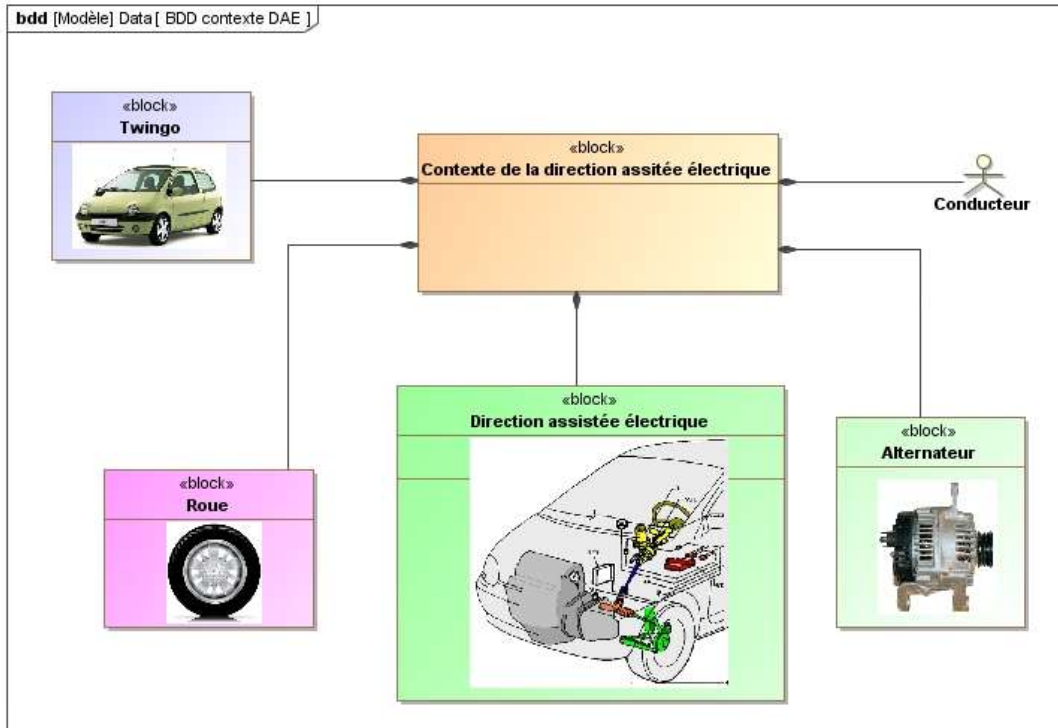 bdd [Modèle] Data [ BDD contexte DAE ]
«block»
Twingo
«block»
Contexte de la direction assitée électrique
Conducteur
«block»
Direction assistée électrique
«block»
Alternateur
«block»
Roue